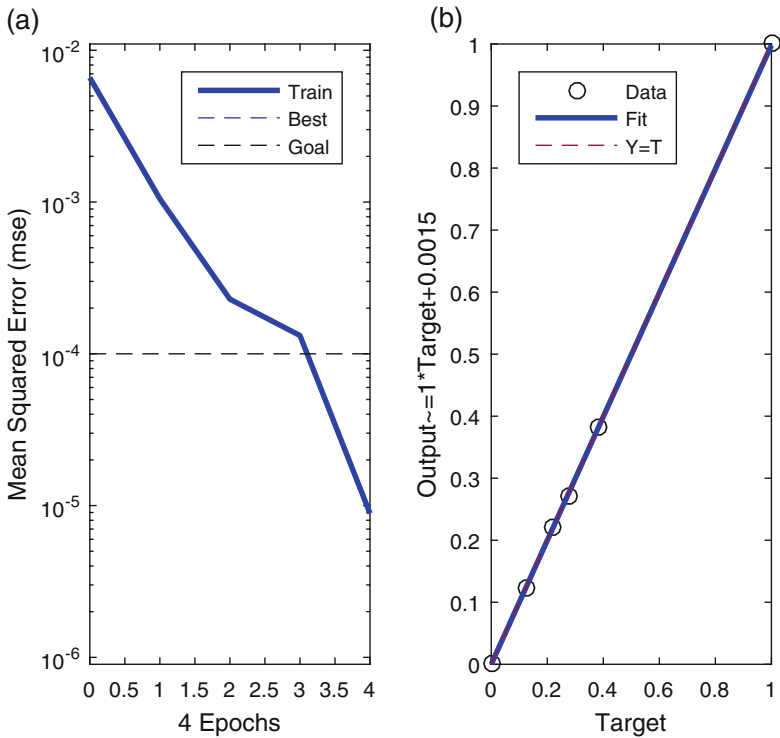 (a)
10^-2
10^-3
10^-4
10^-5
10^-6
Mean Squared Error (mse)
Train
Best
Goal
0 0.5 1 1.5 2 2.5 3 3.5 4
4 Epochs
(b)
1
0.9
0.8
0.7
0.6
0.5
0.4
0.3
0.2
0.1
0
Output~=1*Target+0.0015
Data
Fit
Y=T
0 0.2 0.4 0.6 0.8 1
Target